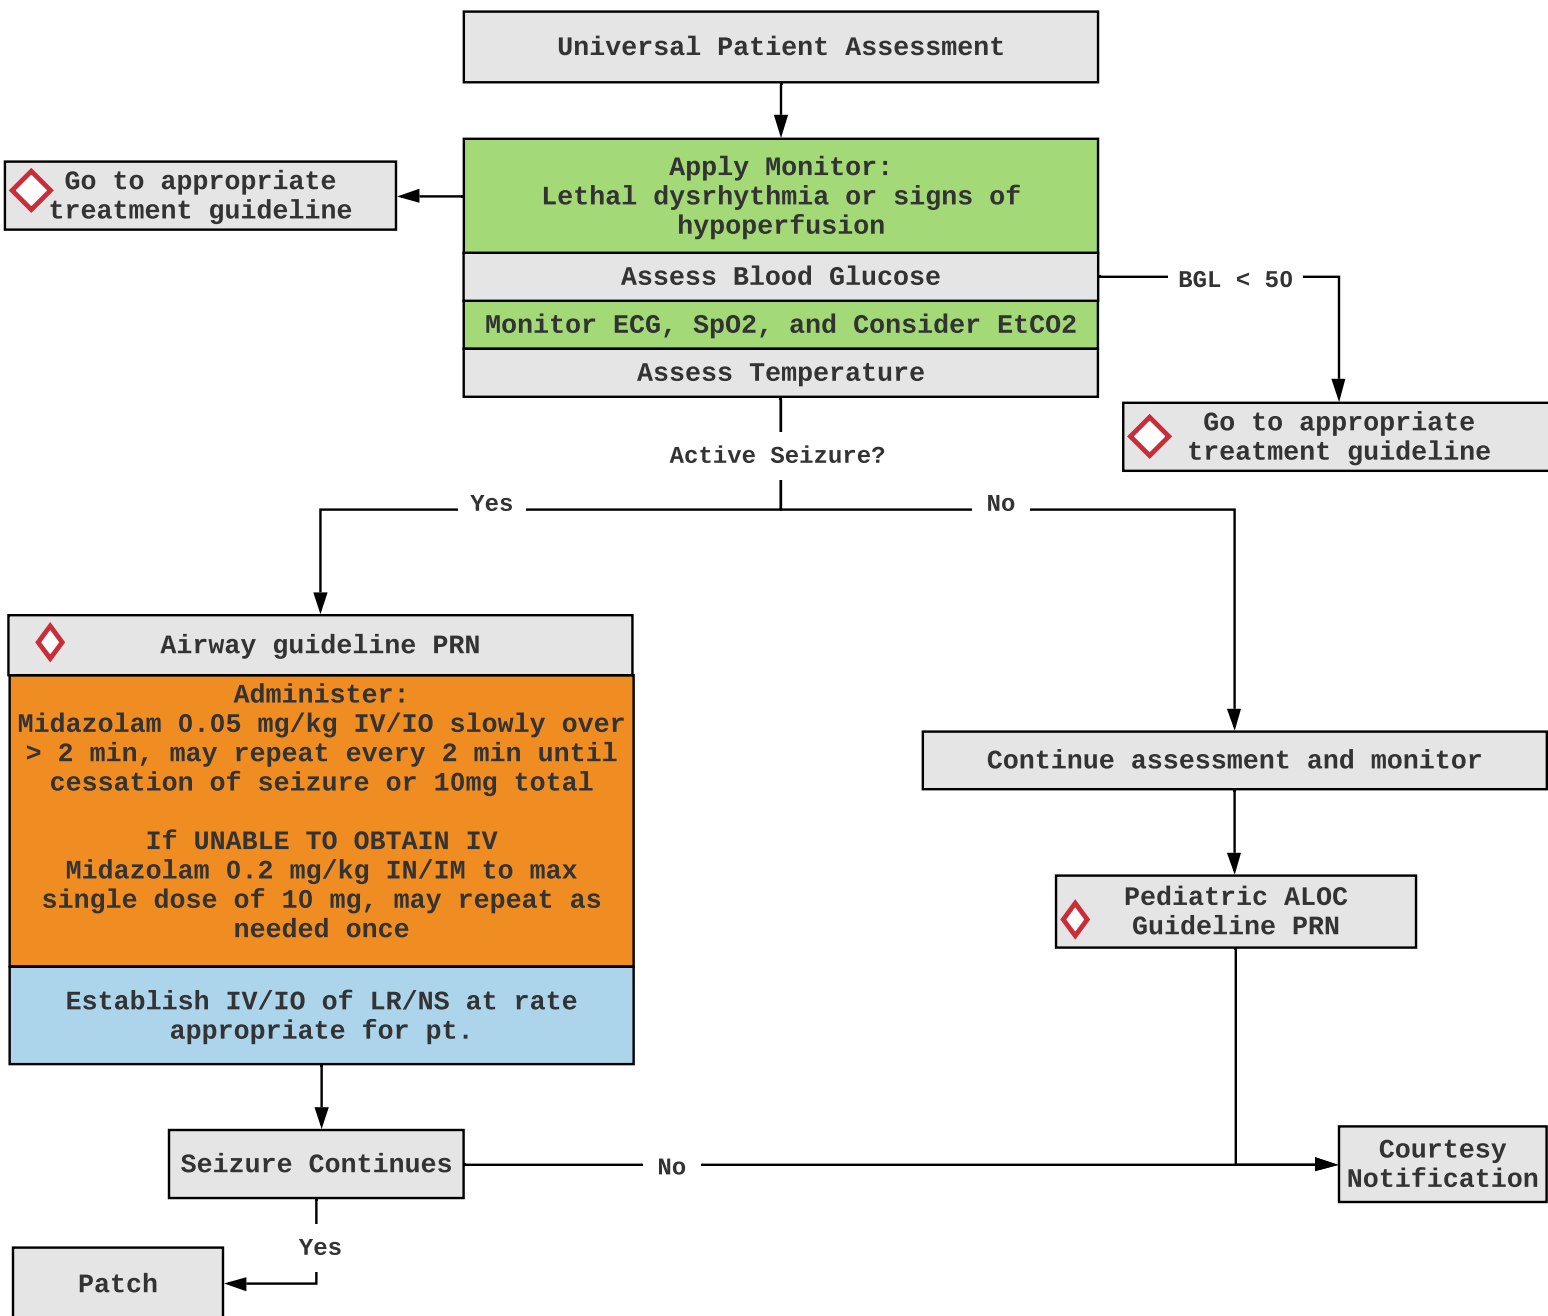 Universal Patient Assessment
Apply Monitor:
Lethal dysrhythmia or signs of
hypoperfusion
Go to appropriate
treatment guideline
Assess Blood Glucose
BGL < 50
Monitor ECG, SpO2, and Consider EtCO2
Assess Temperature
Go to appropriate
treatment guideline
Active Seizure?
Yes
No
Airway guideline PRN
Administer:
Midazolam 0.05 mg/kg IV/IO slowly over
> 2 min, may repeat every 2 min until
cessation of seizure or 10mg total
If UNABLE TO OBTAIN IV
Midazolam 0.2 mg/kg IN/IM to max
single dose of 10 mg, may repeat as
needed once
Establish IV/IO of LR/NS at rate
appropriate for pt.
Continue assessment and monitor
Pediatric ALOC
Guideline PRN
Seizure Continues
No
Courtesy
Notification
Yes
Patch